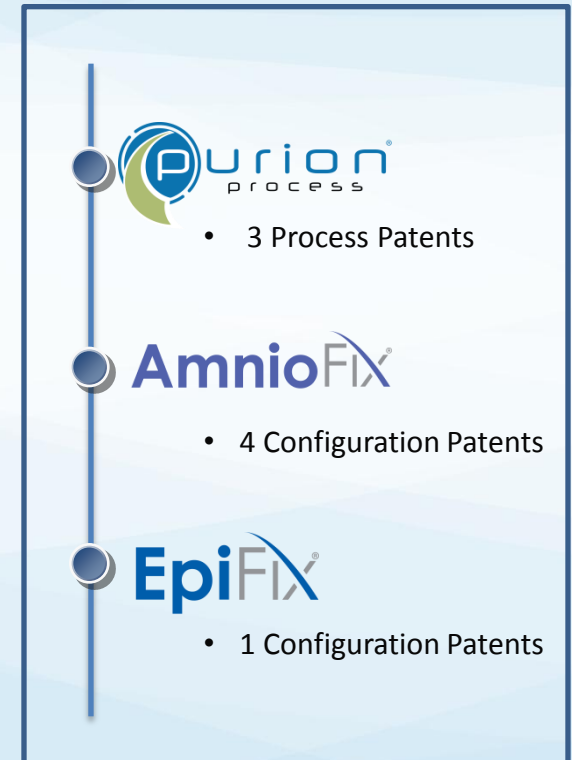 purion®
process
• 3 Process Patents
AmnioFix®
• 4 Configuration Patents
EpiFix®
• 1 Configuration Patents